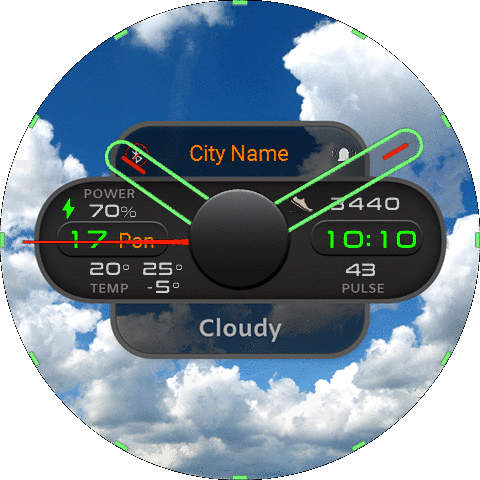 City Name
POWER
70%
3440
17 Pon
10:10
20° 25°
-5°
TEMP
43
PULSE
Cloudy